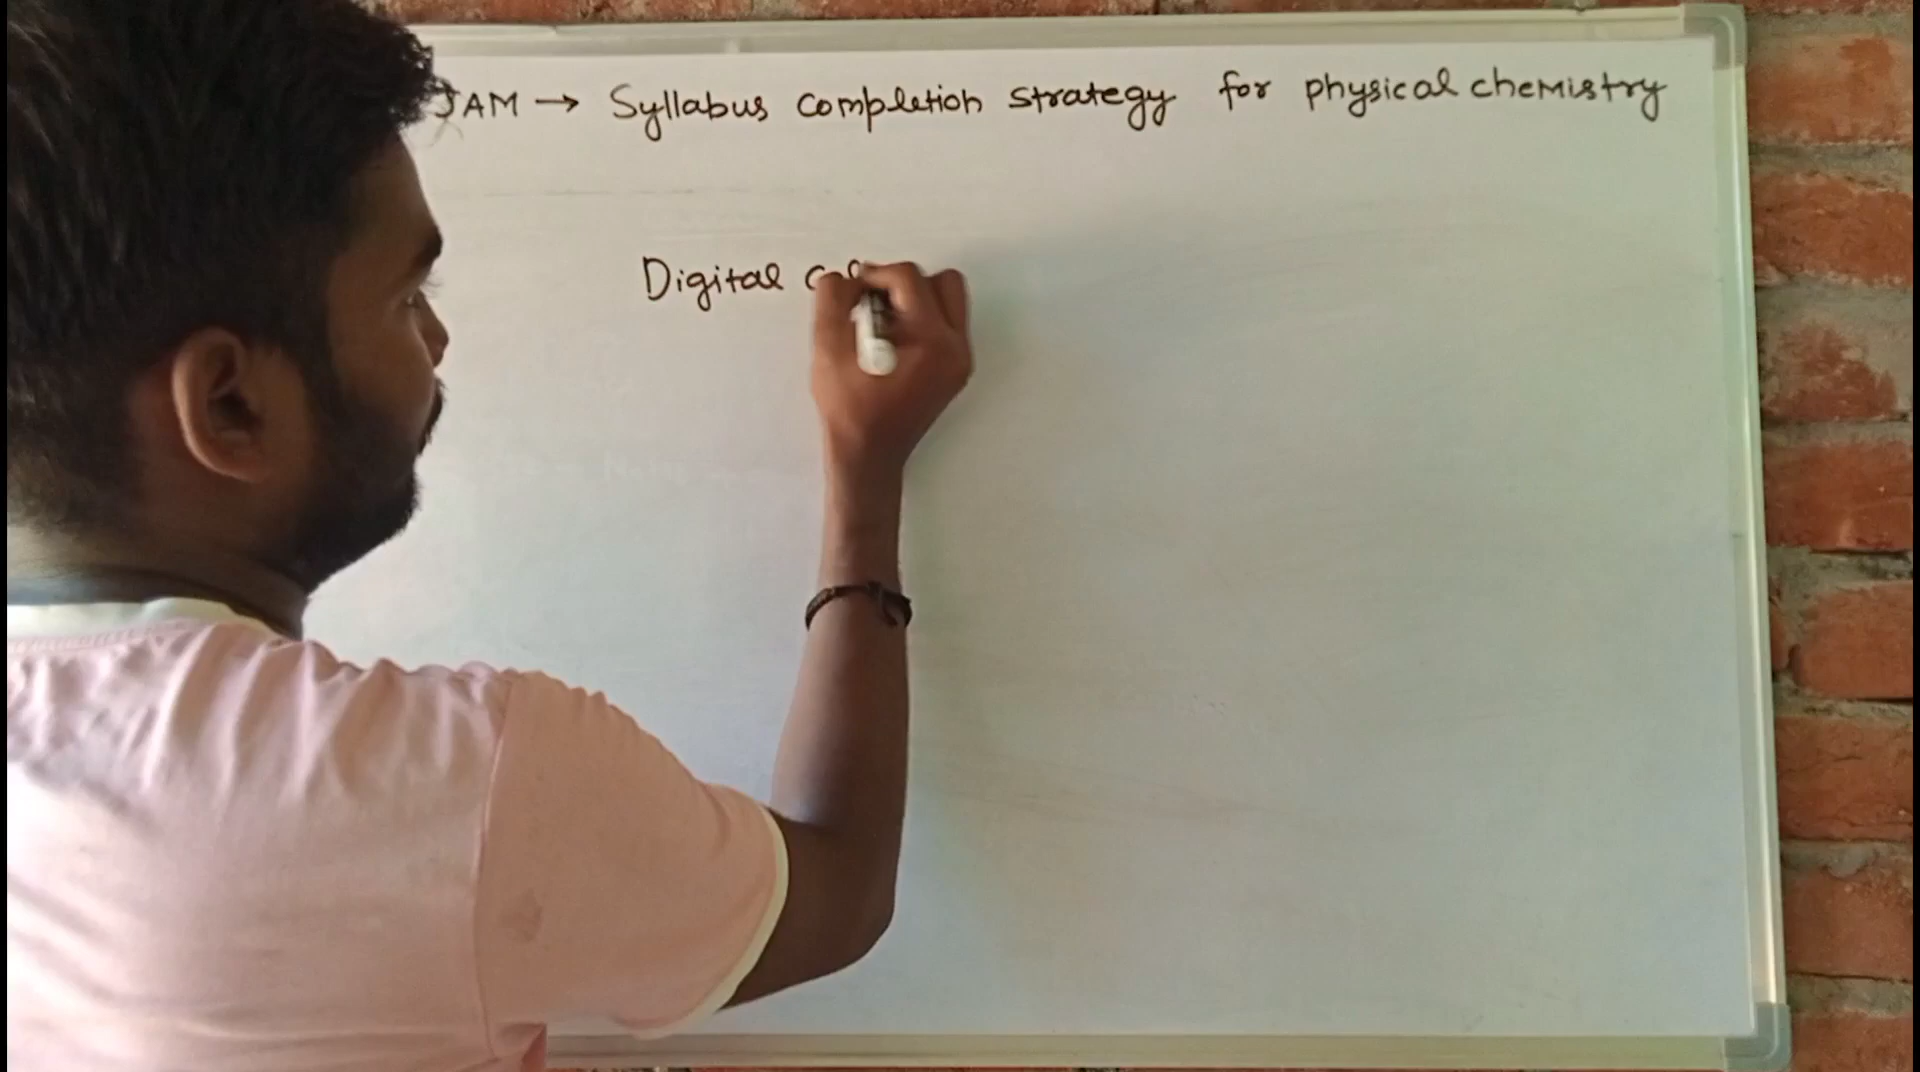 JAM → Syllabus completion strategy for physical chemistry
Digital